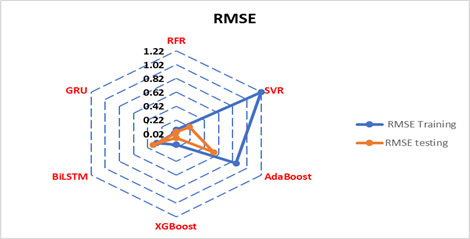 RMSE
RFR
1.22
1.02
0.82
0.62
0.42
0.22
0.02
GRU
SVR
BiLSTM
AdaBoost
XGBoost
RMSE Training
RMSE testing